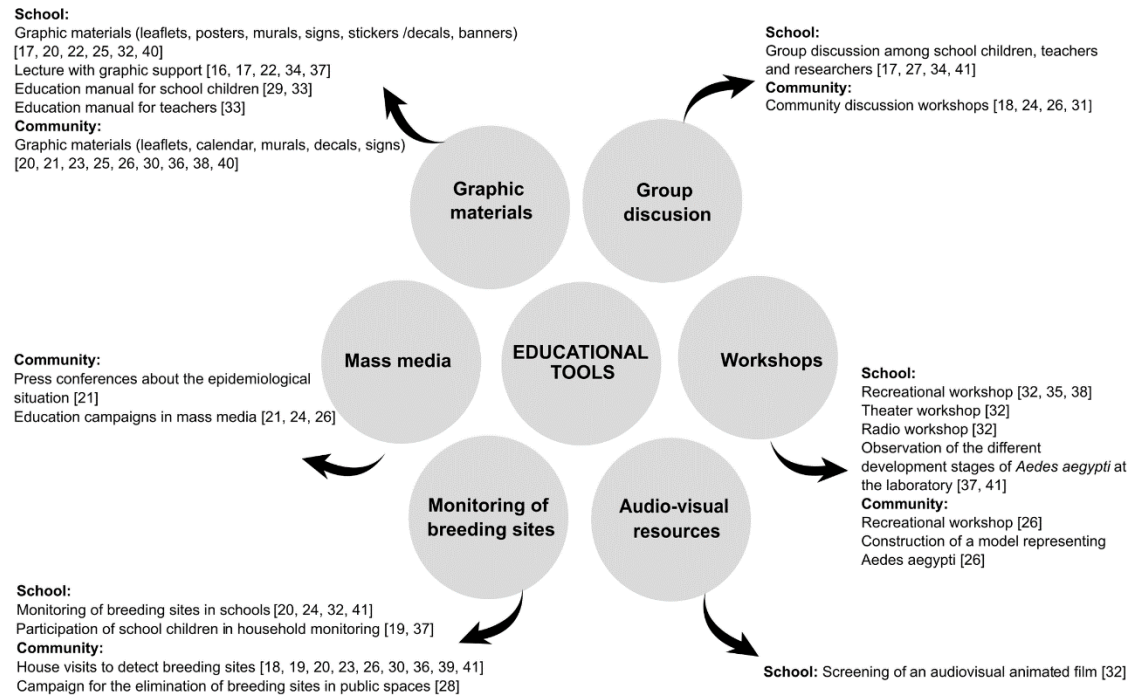 School:
Graphic materials (leaflets, posters, murals, signs, stickers /decals, banners)
[17, 20, 22, 25, 32, 40]
Lecture with graphic support [16, 17, 22, 34, 37]
Education manual for school children [29, 33]
Education manual for teachers [33]
Community:
Graphic materials (leaflets, calendar, murals, decals, signs)
[20, 21, 23, 25, 26, 30, 36, 38, 40]
School:
Group discussion among school children, teachers
and researchers [17, 27, 34, 41]
Community:
Community discussion workshops [18, 24, 26, 31]
Graphic
materials
Group
discusion
Mass media
EDUCATIONAL
TOOLS
Workshops
Community:
Press conferences about the epidemiological
situation [21]
Education campaigns in mass media [21, 24, 26]
School:
Recreational workshop [32, 35, 38]
Theater workshop [32]
Radio workshop [32]
Observation of the different
development stages of Aedes aegypti at
the laboratory [37, 41]
Community:
Recreational workshop [26]
Construction of a model representing
Aedes aegypti [26]
Monitoring of
breeding sites
Audio-visual
resources
School:
Monitoring of breeding sites in schools [20, 24, 32, 41]
Participation of school children in household monitoring [19, 37]
Community:
House visits to detect breeding sites [18, 19, 20, 23, 26, 30, 36, 39, 41]
Campaign for the elimination of breeding sites in public spaces [28]
School: Screening of an audiovisual animated film [32]